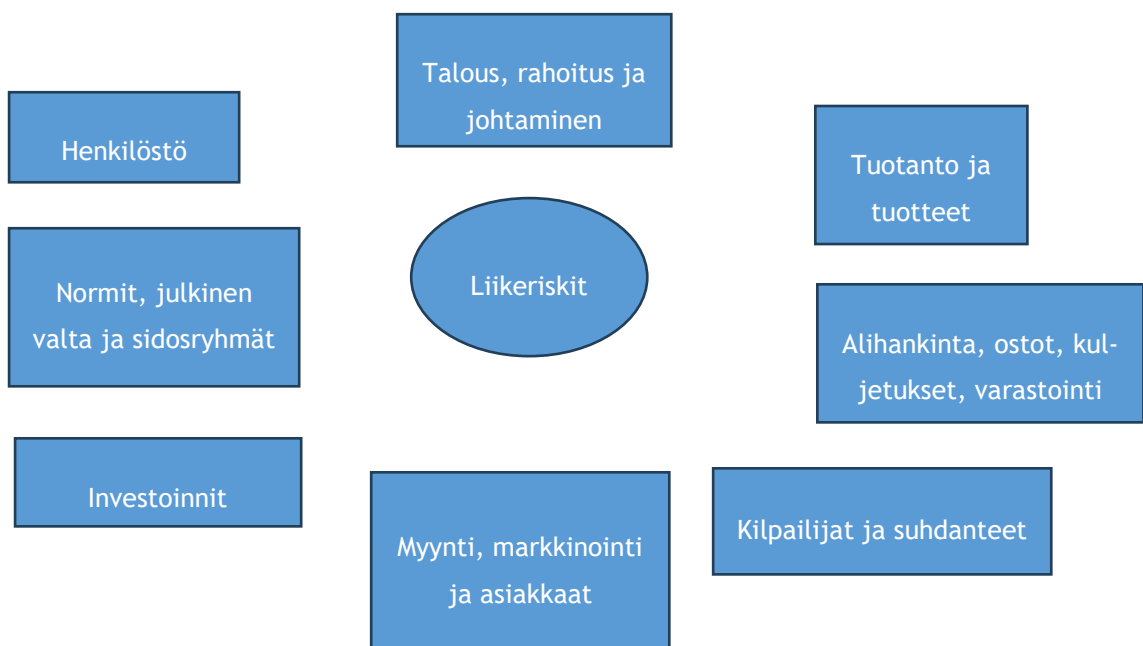 Talous, rahoitus ja
johtaminen
Henkilöstö
Tuotanto ja
tuotteet
Normit, julkinen
valta ja sidosryhmät
Liikeriskit
Alihankinta, ostot, kul-
jetukset, varastointi
Investoinnit
Myynti, markkinointi
ja asiakkaat
Kilpailijat ja suhdanteet